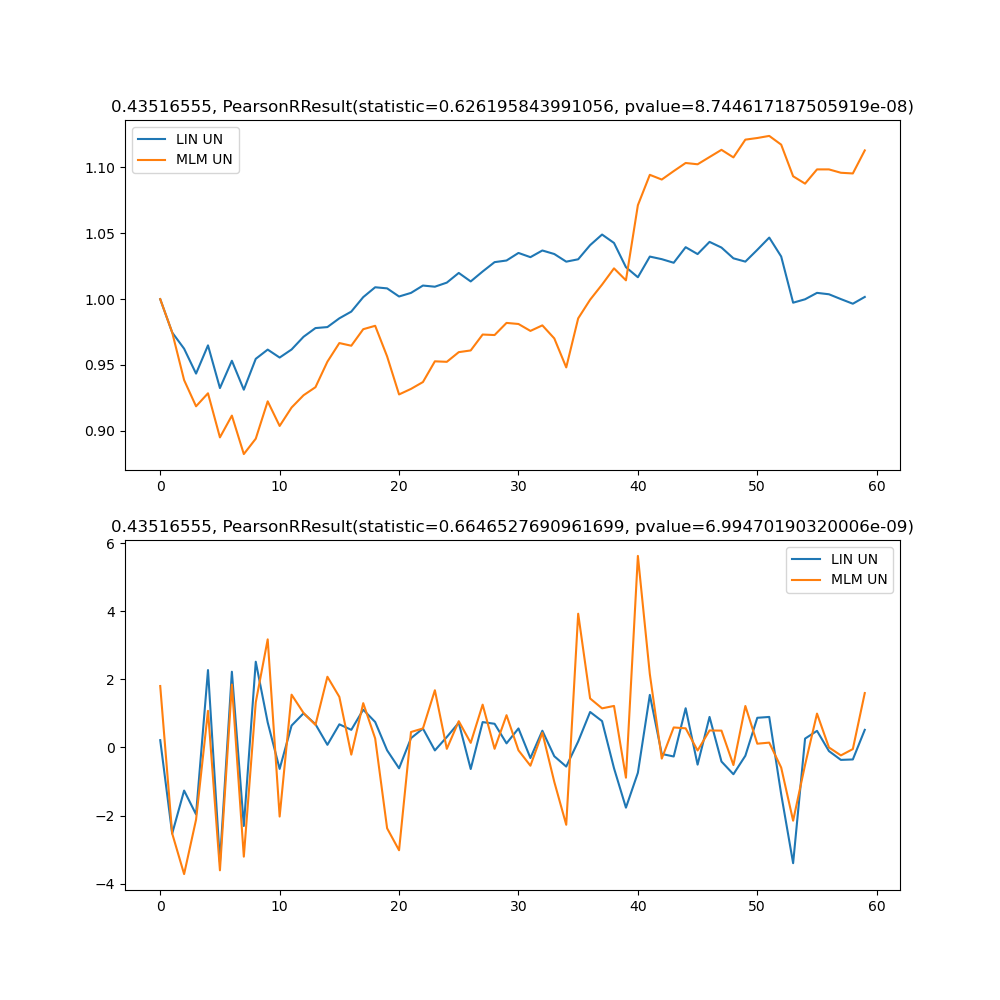 0.43516555, PearsonRResult(statistic=0.626195843991056, pvalue=8.744617187505919e-08)
LIN UN
MLM UN
1.10
1.05
1.00
0.95
0.90
0 10 20 30 40 50 60
0.43516555, PearsonRResult(statistic=0.6646527690961699, pvalue=6.99470190320006e-09)
LIN UN
MLM UN
6
4
2
0
−2
−4
0 10 20 30 40 50 60